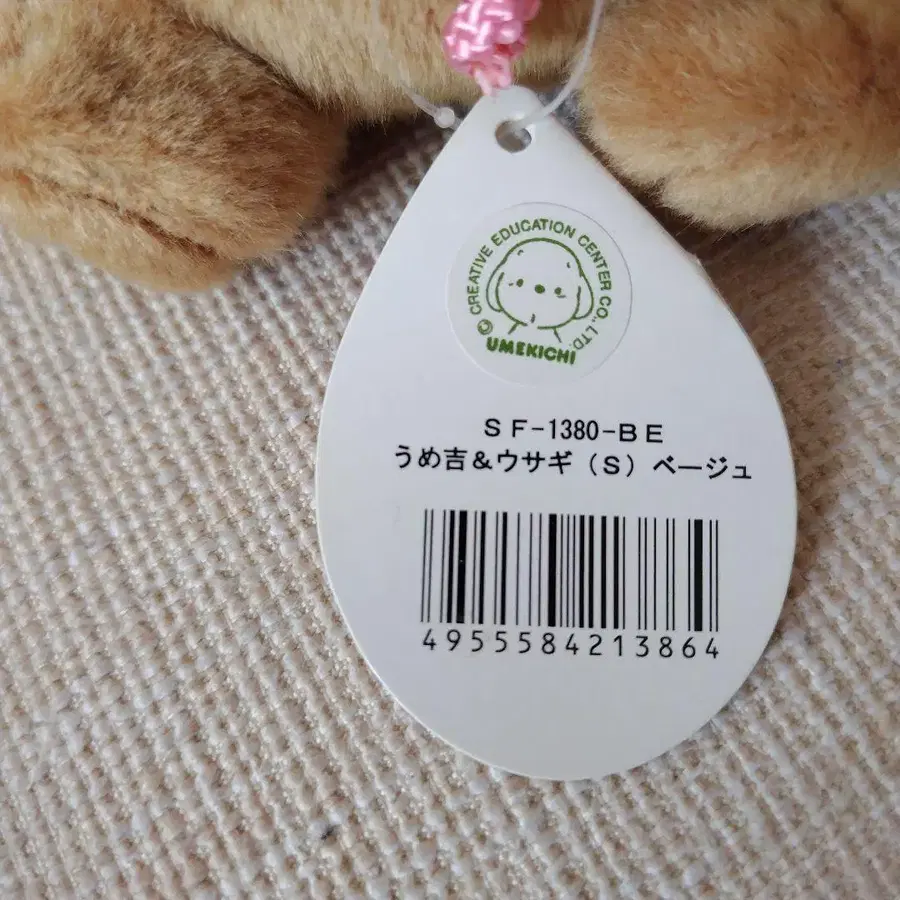 © CREATIVE EDUCATION CENTER CO., LTD.
UMEKICHI
SF-1380-BE
うめ吉&ウサギ(S)ベージュ
4955584213864